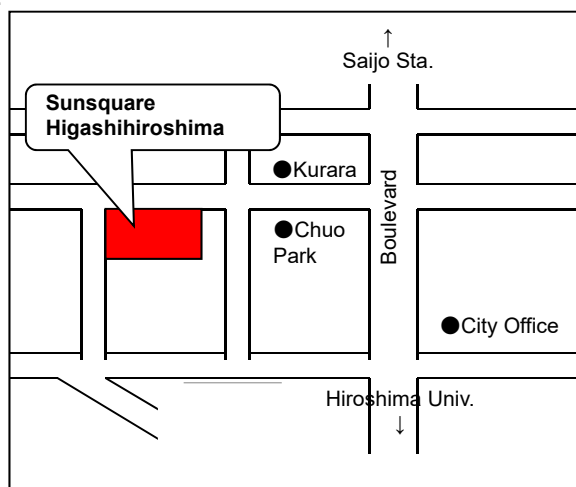 ↑
Saijo Sta.
Sunsquare
Higashihiroshima
●Kurara
Boulevard
●Chuo
Park
●City Office
Hiroshima Univ.
↓